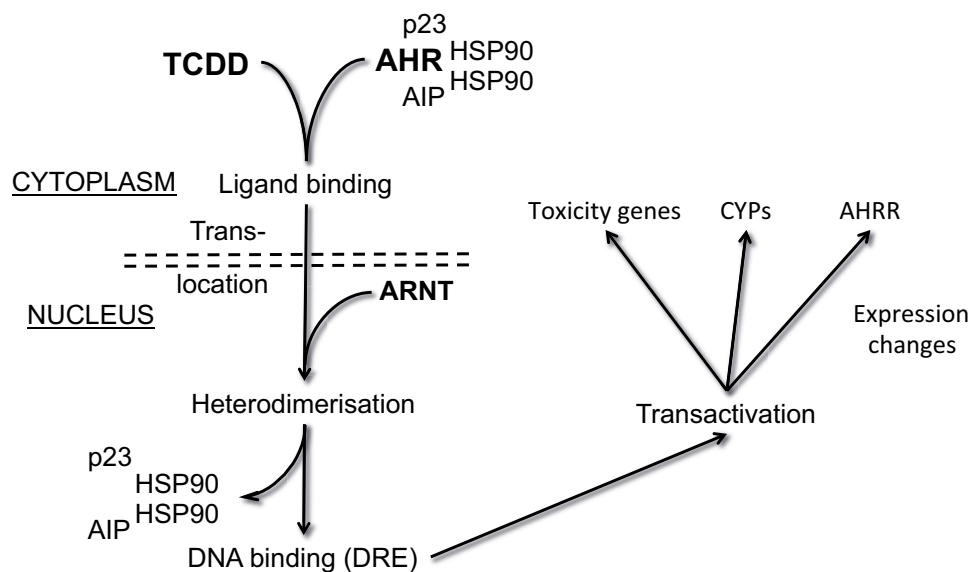 p23
TCDD
AHR HSP90
HSP90
AIP
CYTOPLASM
Ligand binding
Trans-
location
NUCLEUS
ARNT
Heterodimerisation
p23
HSP90
HSP90
AIP
DNA binding (DRE)
Toxicity genes
CYPs
AHRR
Expression
changes
Transactivation